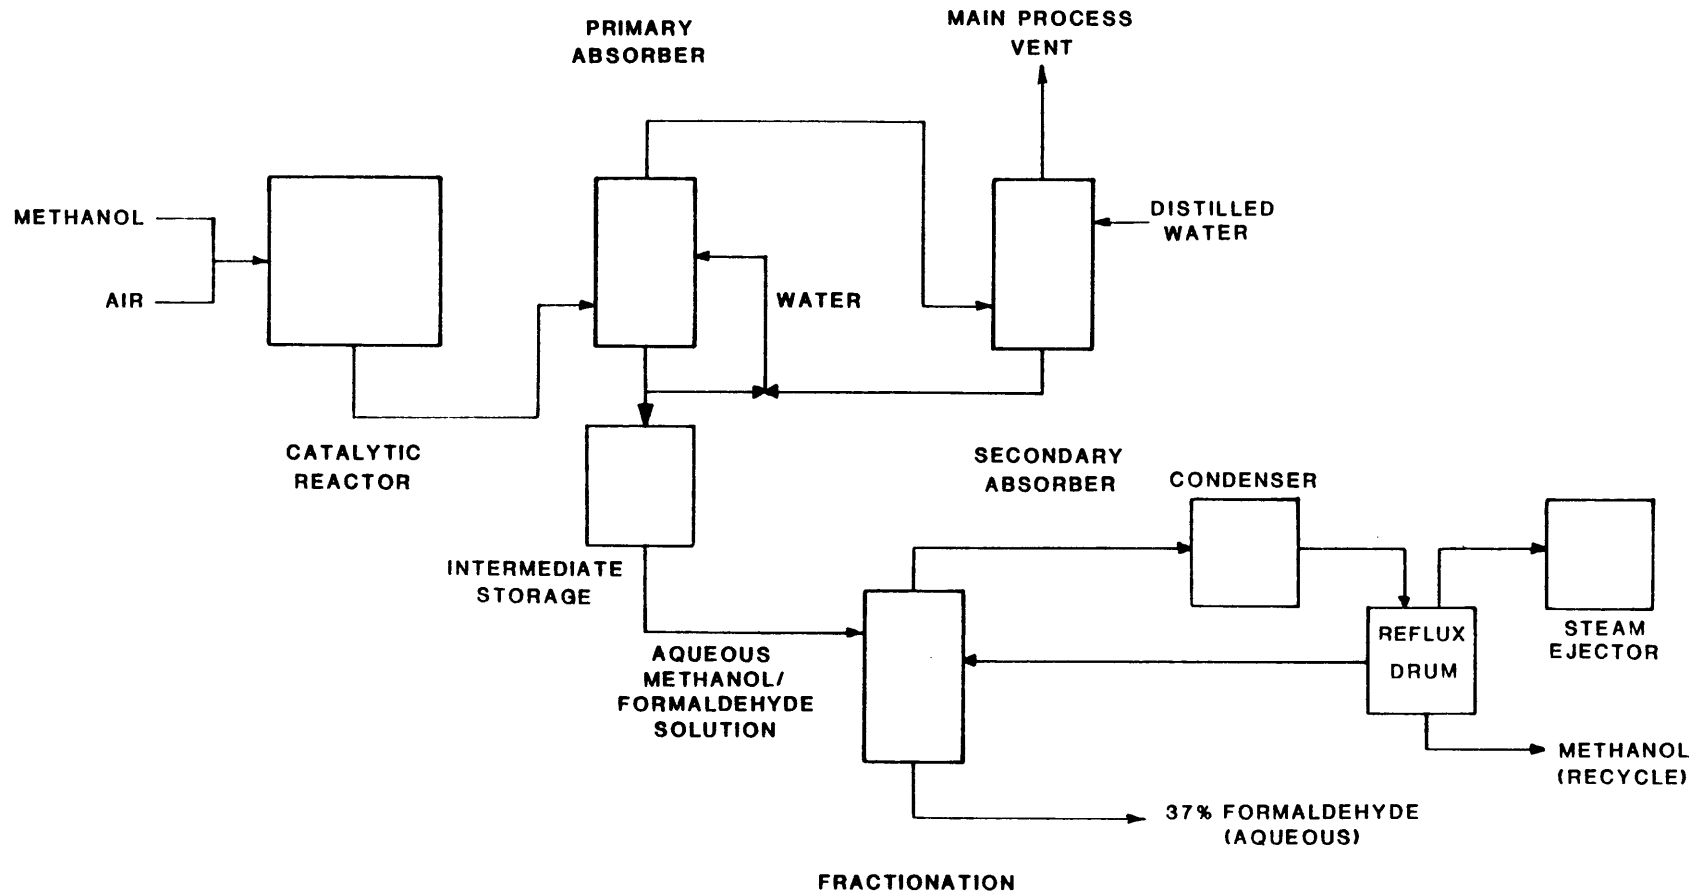 PRIMARY
ABSORBER
MAIN PROCESS
VENT
METHANOL
AIR
DISTILLED
WATER
WATER
CATALYTIC
REACTOR
SECONDARY
ABSORBER
CONDENSER
INTERMEDIATE
STORAGE
AQUEOUS
METHANOL/
FORMALDEHYDE
SOLUTION
REFLUX
DRUM
STEAM
EJECTOR
METHANOL
(RECYCLE)
37% FORMALDEHYDE
(AQUEOUS)
FRACTIONATION